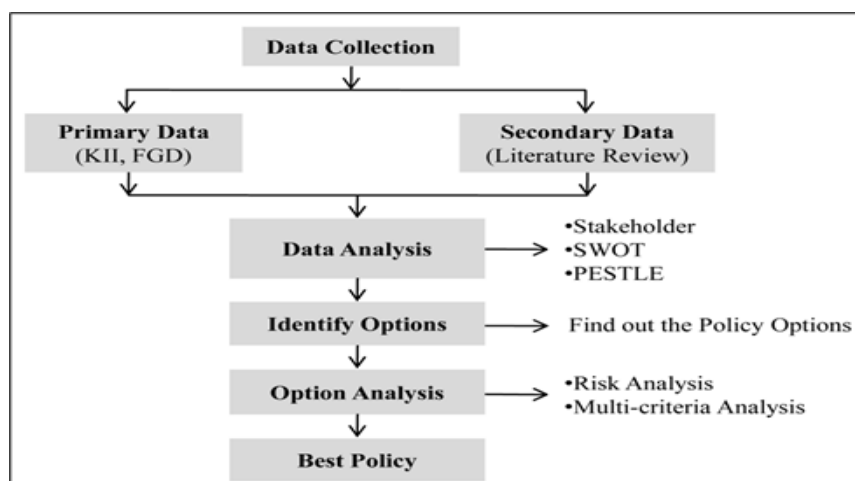 Data Collection
Primary Data
(KII, FGD)
Secondary Data
(Literature Review)
Data Analysis
•Stakeholder
•SWOT
•PESTLE
Identify Options
Find out the Policy Options
Option Analysis
•Risk Analysis
•Multi-criteria Analysis
Best Policy